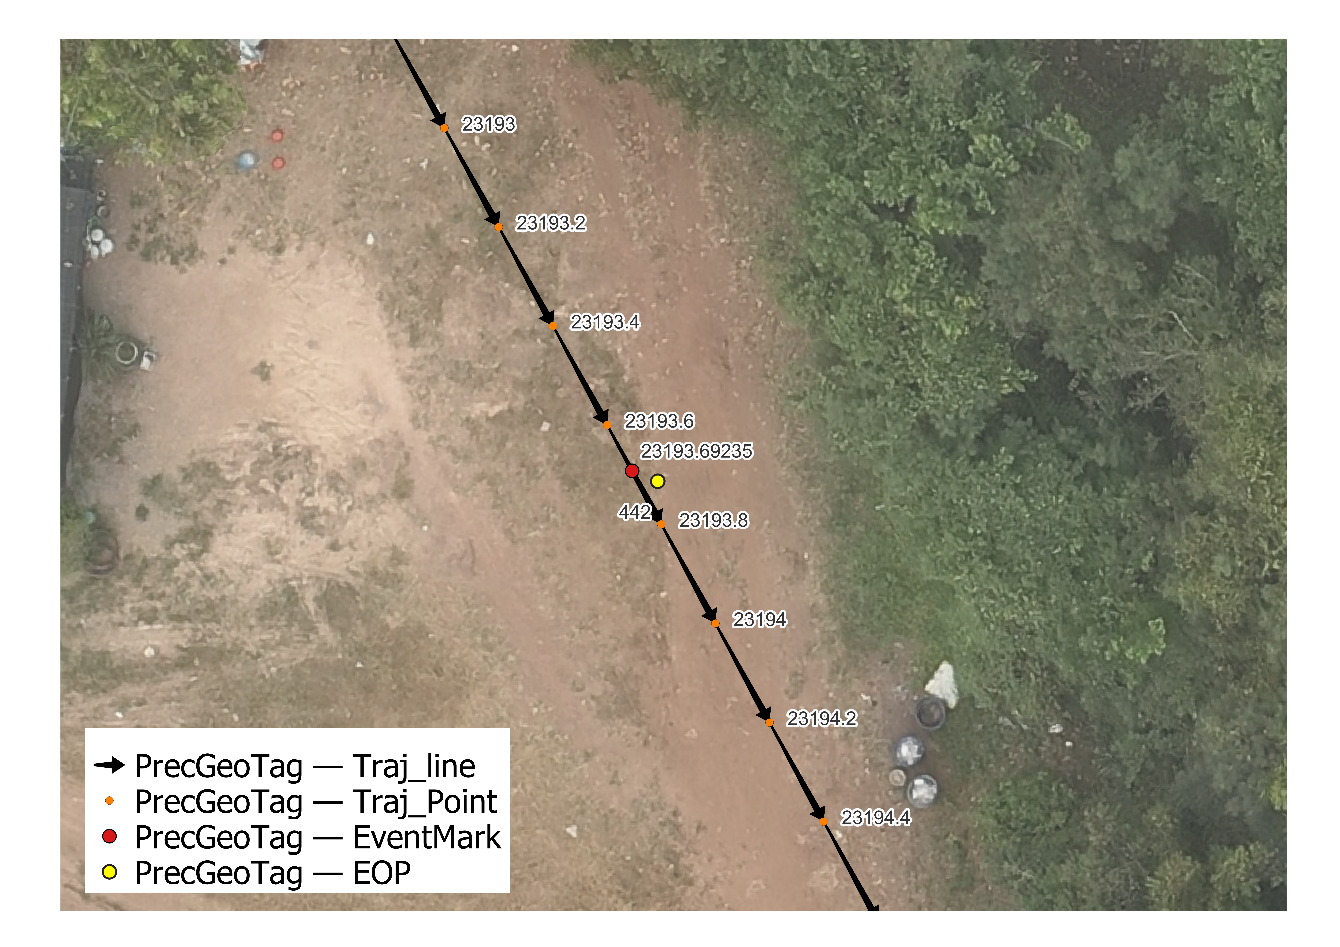 23193
23193.2
23193.4
23193.6
23193.69235
442
23193.8
23194
23194.2
23194.4
PrecGeoTag — Traj_line
PrecGeoTag — Traj_Point
PrecGeoTag — EventMark
PrecGeoTag — EOP